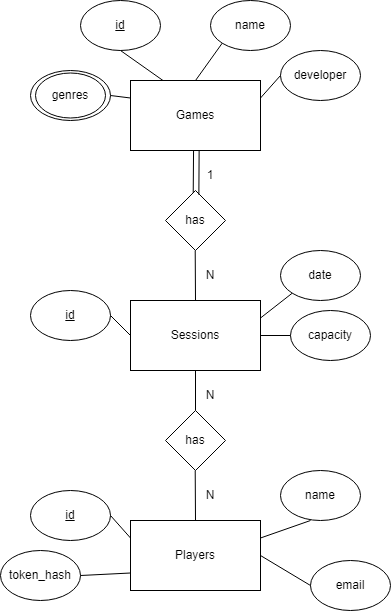 id
name
genres
developer
Games
1
has
N
date
id
Sessions
capacity
N
has
N
name
id
Players
token_hash
email